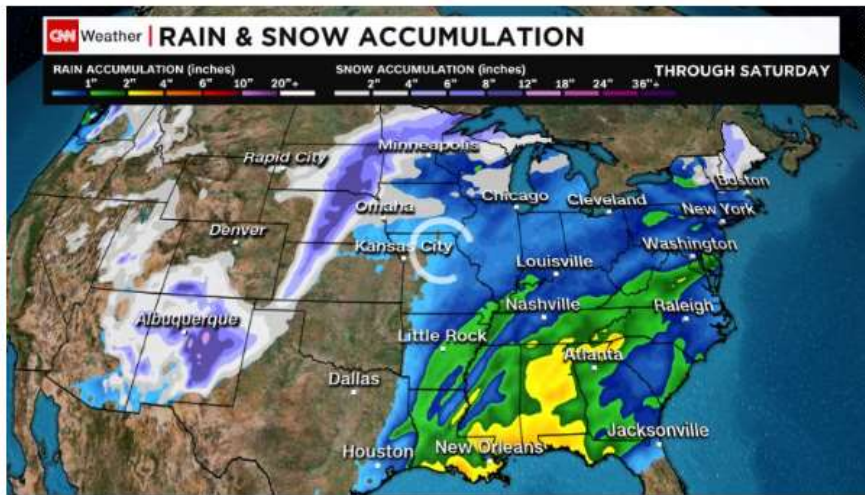 CNN Weather | RAIN & SNOW ACCUMULATION
RAIN ACCUMULATION (inches)
1" 2" 4" 6" 10" 20"+
SNOW ACCUMULATION (inches)
2" 4" 6" 8" 12" 18" 24" 36"+
THROUGH SATURDAY
Minneapolis
Rapid City
Boston
Omaha
Chicago
Cleveland
New York
Denver
Kansas City
Washington
Louisville
Albuquerque
Nashville
Raleigh
Little Rock
Atlanta
Dallas
Jacksonville
Houston
New Orleans